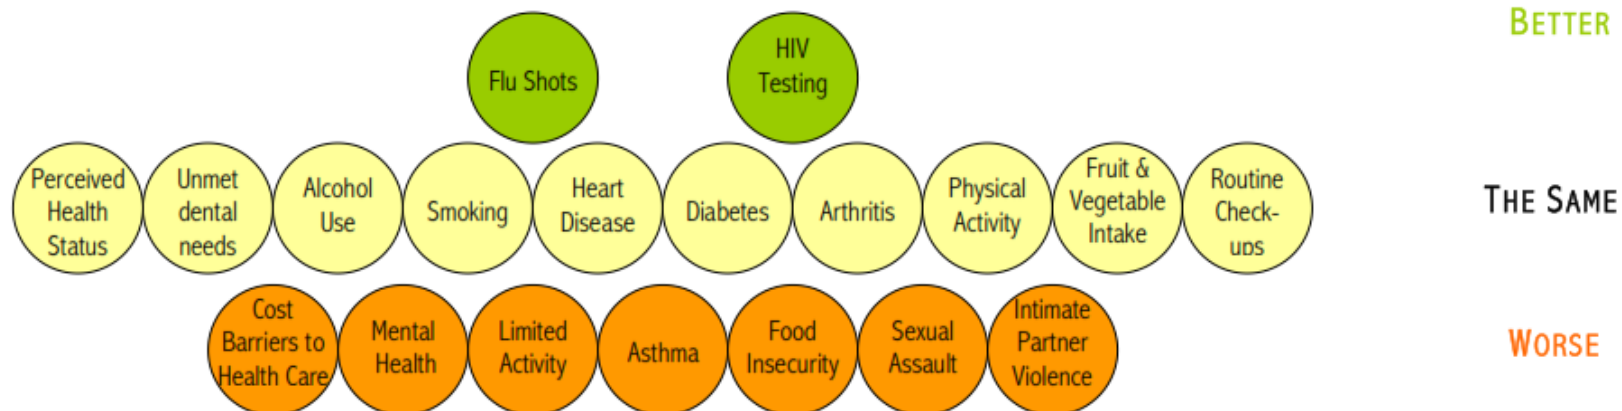 BETTER
Flu Shots
HIV
Testing
Perceived
Health
Status
Unmet
dental
needs
Alcohol
Use
Smoking
Heart
Disease
Diabetes
Arthritis
Physical
Activity
Fruit &
Vegetable
Intake
Routine
Check-
ups
THE SAME
Cost
Barriers to
Health Care
Mental
Health
Limited
Activity
Asthma
Food
Insecurity
Sexual
Assault
Intimate
Partner
Violence
WORSE